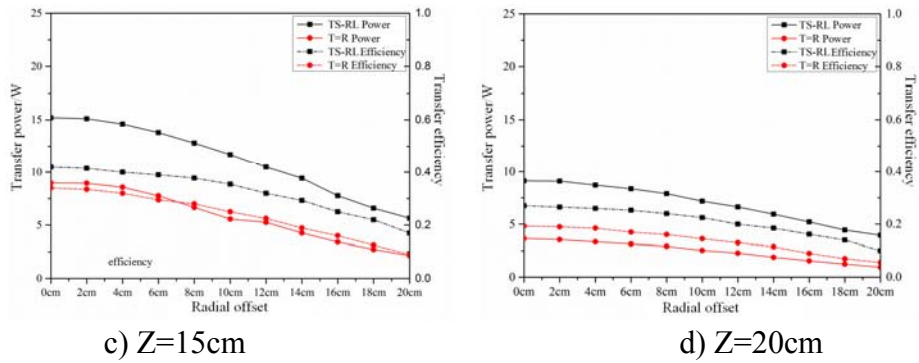 TS-RL Power
T=R Power
TS-RL Efficiency
T=R Efficiency
Transfer power/W
25
20
15
10
5
0
1.0
0.8
0.6
0.4
0.2
0.0
Transfer efficiency
efficiency
0cm 2cm 4cm 6cm 8cm 10cm 12cm 14cm 16cm 18cm 20cm
Radial offset
c) Z=15cm
TS-RL Power
T=R Power
TS-RL Efficiency
T=R Efficiency
Transfer power/W
25
20
15
10
5
0
1.0
0.8
0.6
0.4
0.2
0.0
Transfer efficiency
0cm 2cm 4cm 6cm 8cm 10cm 12cm 14cm 16cm 18cm 20cm
Radial offset
d) Z=20cm